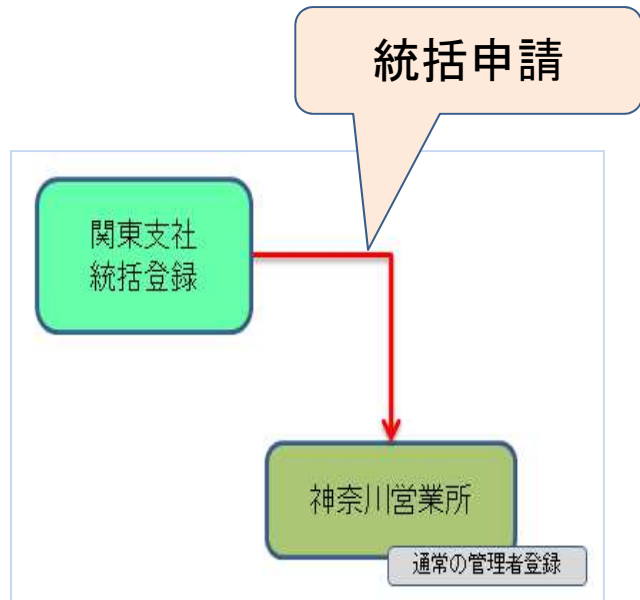 統括申請
関東支社
統括登録
神奈川営業所
通常の管理者登録